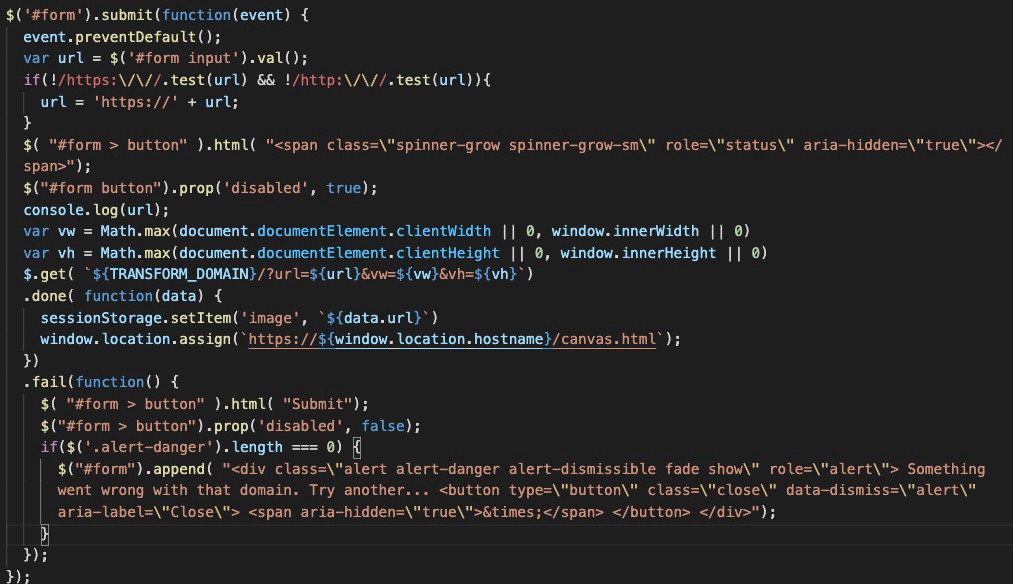 $('#form').submit(function(event) {
event.preventDefault();
var url = $('#form input').val();
if(!/https:\/\//.test(url) && !/http:\/\//.test(url)){
url = 'https://' + url;
}
$( "#form > button" ).html( "<span class=\"spinner-grow spinner-grow-sm\" role=\"status\" aria-hidden=\"true\"></
span>");
$("#form button").prop('disabled', true);
console.log(url);
var vw = Math.max(document.documentElement.clientWidth || 0, window.innerWidth || 0)
var vh = Math.max(document.documentElement.clientHeight || 0, window.innerHeight || 0)
$.get( `${TRANSFORM_DOMAIN}/?url=${url}&vw=${vw}&vh=${vh}`)
.done( function(data) {
sessionStorage.setItem('image', `${data.url}`)
window.location.assign(`https://${window.location.hostname}/canvas.html`);
})
.fail(function() {
$( "#form > button" ).html( "Submit");
$("#form > button").prop('disabled', false);
if($('.alert-danger').length === 0) {
$("#form").append( "<div class=\"alert alert-danger alert-dismissible fade show\" role=\"alert\"> Something
went wrong with that domain. Try another... <button type=\"button\" class=\"close\" data-dismiss=\"alert\"
aria-label=\"Close\"> <span aria-hidden=\"true\">&times;</span> </button> </div>");
}
});
});